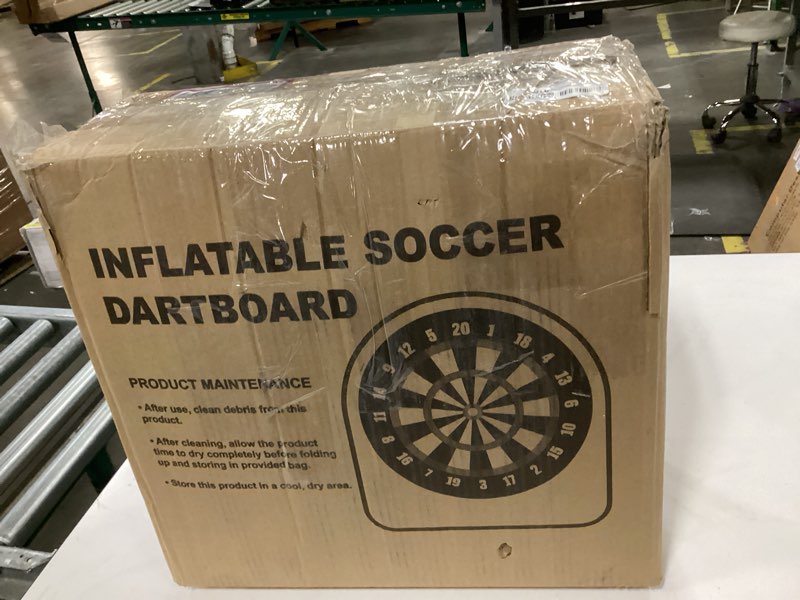 INFLATABLE SOCCER
DARTBOARD
PRODUCT MAINTENANCE
• After use, clean debris from this
product.
• After cleaning, allow the product
time to dry completely before folding
up and storing in provided bag.
• Store this product in a cool, dry area.
20 1 18 4 13 6 10 15 2 17 3 19 7 16 8 11 14 9 12 5